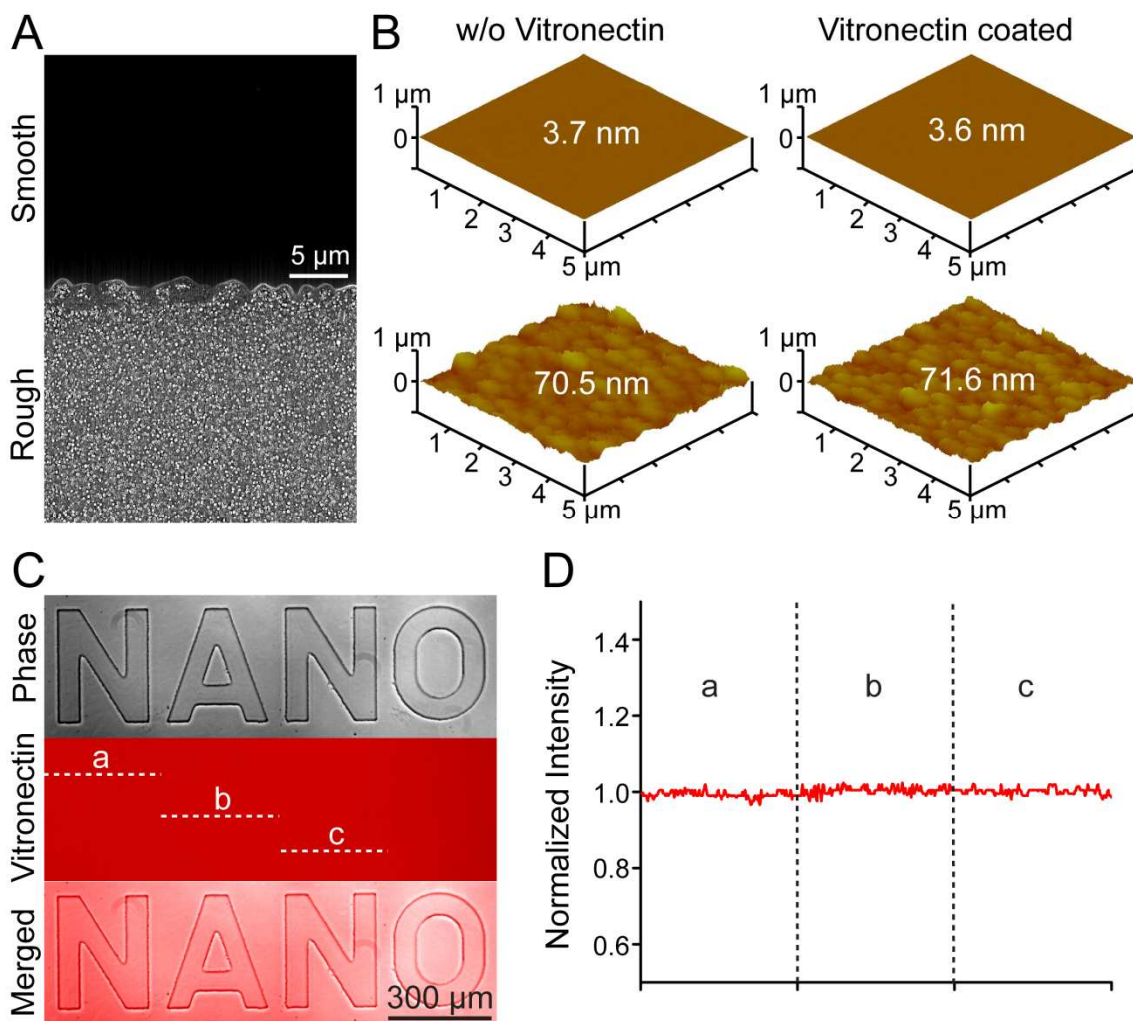 A
Smooth
Rough
5 µm
B
w/o Vitronectin
Vitronectin coated
1 µm
0
3.7 nm
1
2
3
4
5 µm
1 µm
0
3.6 nm
1
2
3
4
5 µm
1 µm
0
70.5 nm
1
2
3
4
5 µm
1 µm
0
71.6 nm
1
2
3
4
5 µm
C
Phase
NANO
Vitronectin
a
b
c
Merged
NANO
300 µm
D
Normalized Intensity
1.4
1.2
1.0
0.8
0.6
a
b
c